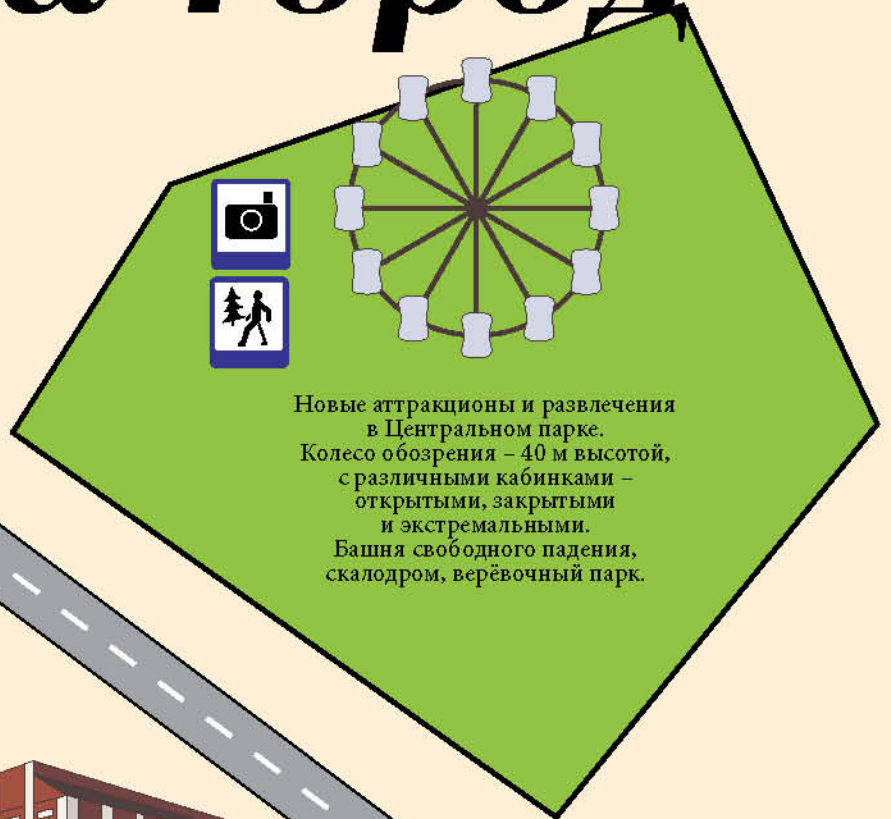 а город
Новые аттракционы и развлечения
в Центральном парке.
Колесо обозрения – 40 м высотой,
с различными кабинками –
открытыми, закрытыми
и экстремальными.
Башня свободного падения,
скалодром, верёвочный парк.